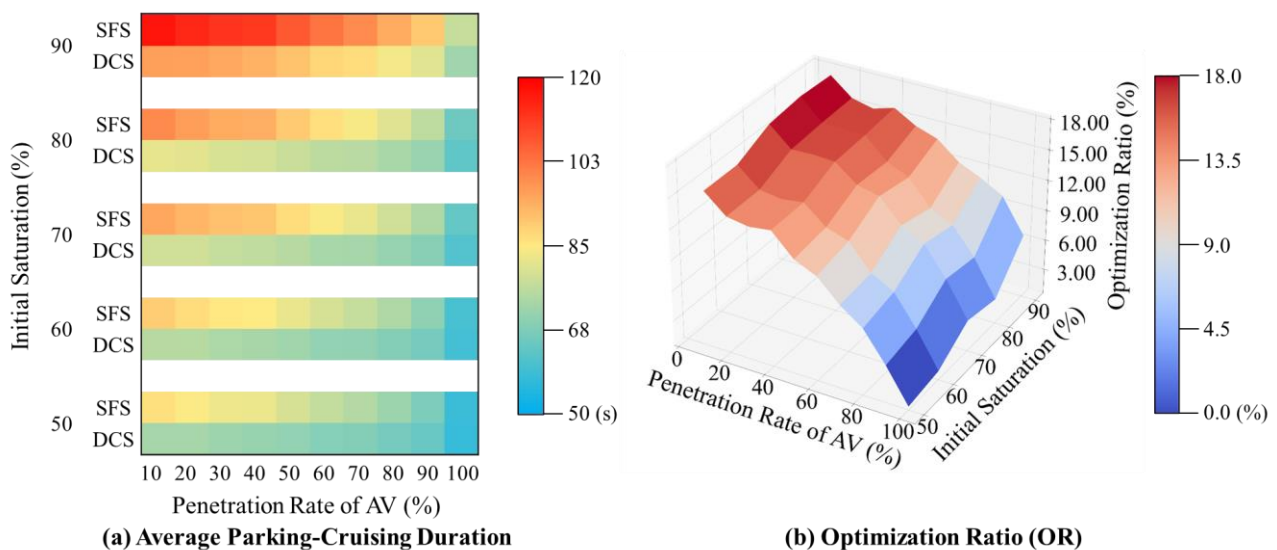 Initial Saturation (%)
90
SFS
DCS
80
SFS
DCS
70
SFS
DCS
60
SFS
DCS
50
SFS
DCS
10 20 30 40 50 60 70 80 90 100
Penetration Rate of AV (%)
120
103
85
68
50 (s)
(a) Average Parking-Cruising Duration
0 20 40 60 80 100
Penetration Rate of AV (%)
50 60 70 80 90
Initial Saturation (%)
18.00
15.00
12.00
9.00
6.00
3.00
Optimization Ratio (%)
18.0
13.5
9.0
4.5
0.0 (%)
(b) Optimization Ratio (OR)